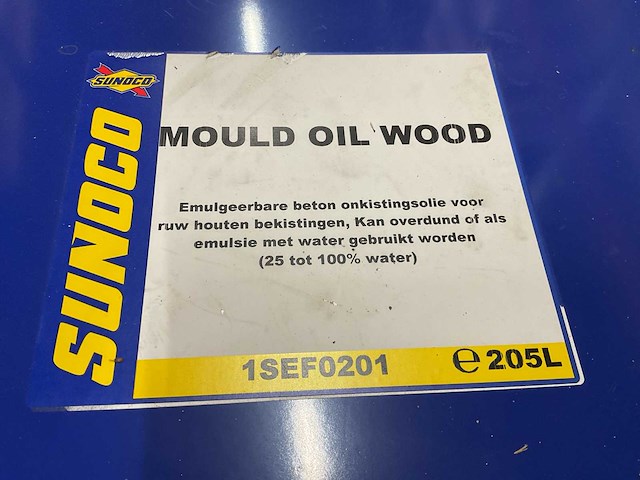 SUNOCO
SUNOCO
MOULD OIL WOOD
Emulgeerbare beton onkistingsolie voor
ruw houten bekistingen, Kan overdund of als
emulsie met water gebruikt worden
(25 tot 100% water)
1SEF0201
℮ 205L